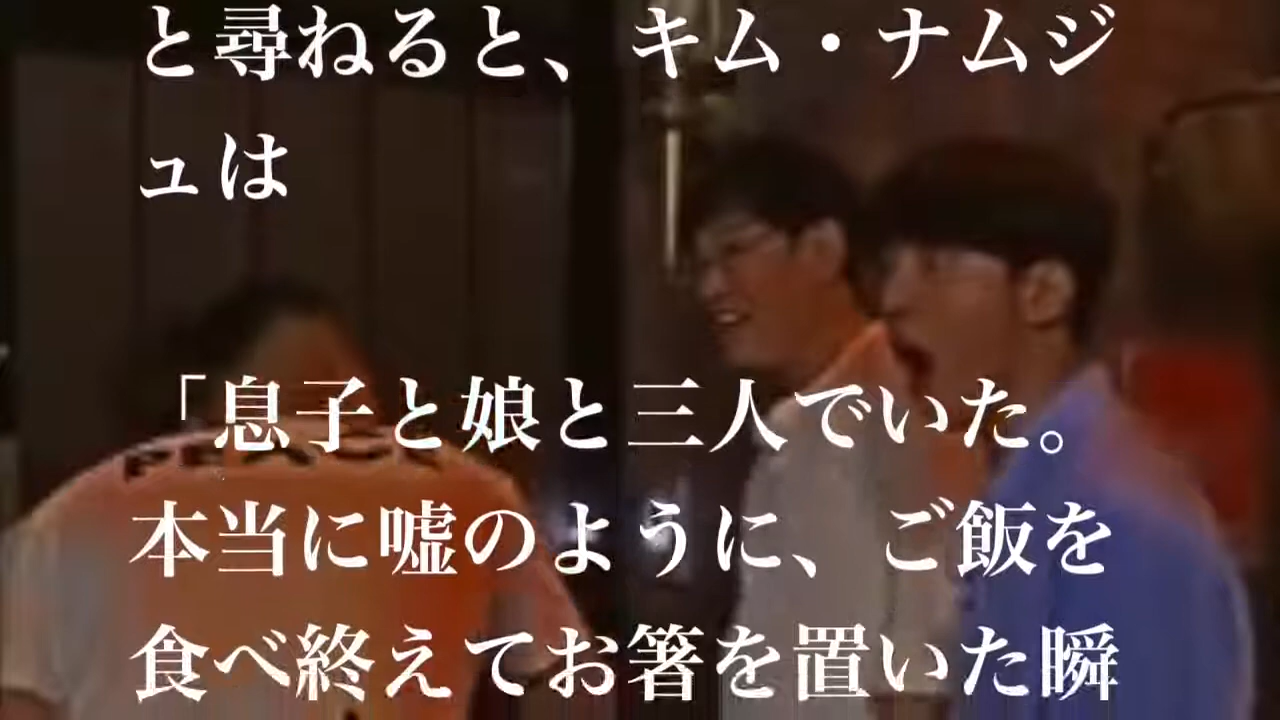 と尋ねると、キム・ナムジ
ュは
「息子と娘と三人でいた。
本当に嘘のように、ご飯を
食べ終えてお箸を置いた瞬